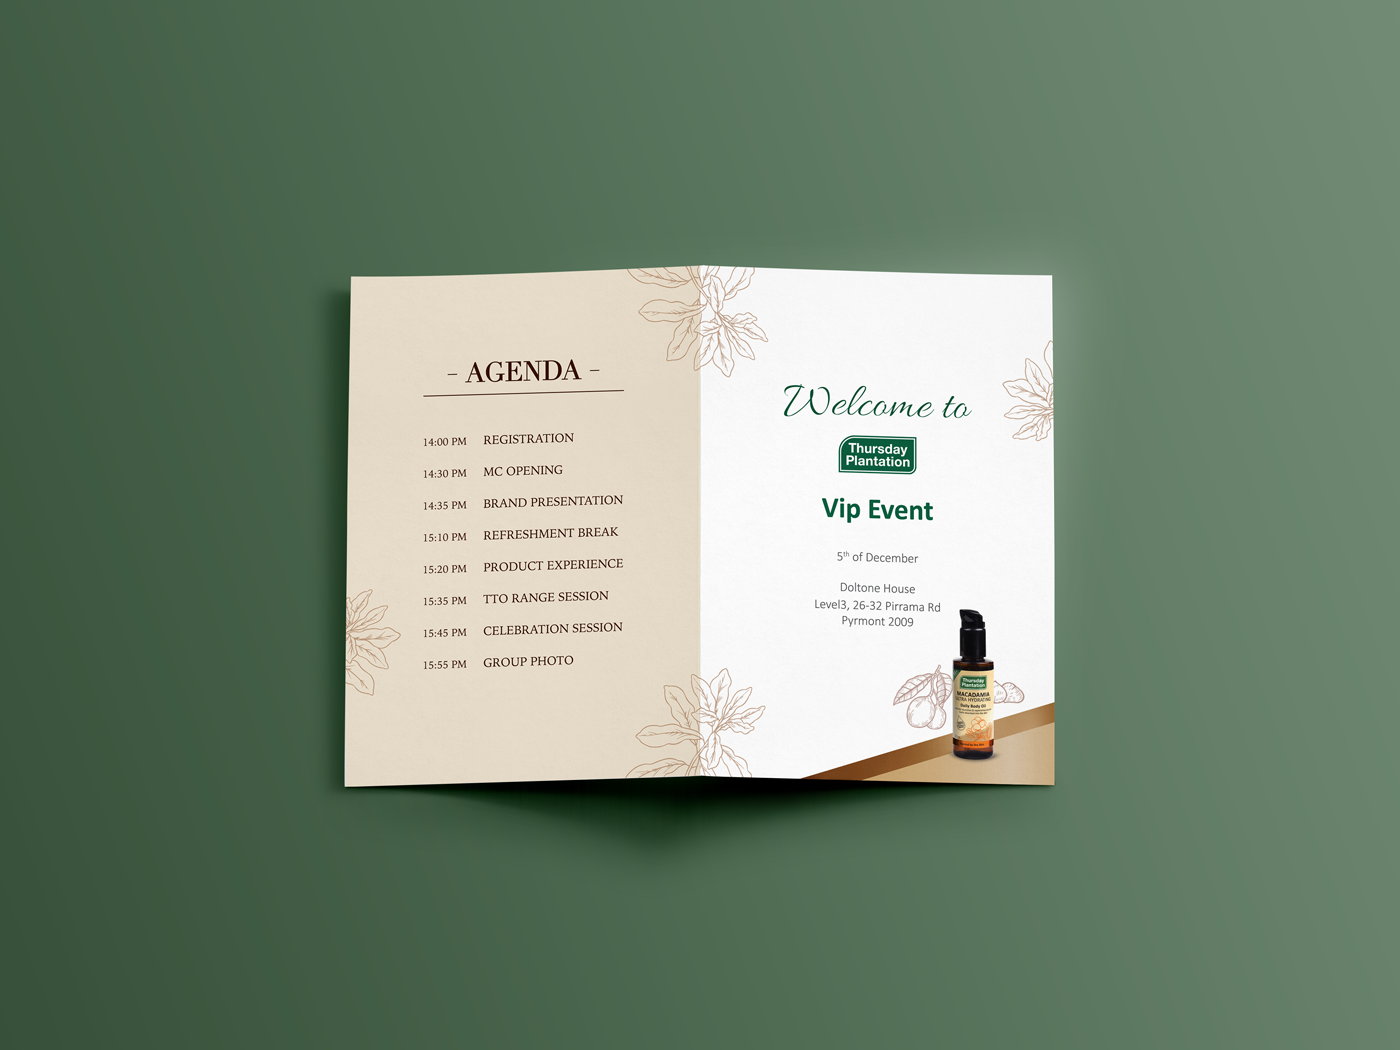 – AGENDA –
14:00 PM REGISTRATION
14:30 PM MC OPENING
14:35 PM BRAND PRESENTATION
15:10 PM REFRESHMENT BREAK
15:20 PM PRODUCT EXPERIENCE
15:35 PM TTO RANGE SESSION
15:45 PM CELEBRATION SESSION
15:55 PM GROUP PHOTO
Welcome to
Thursday
Plantation
Vip Event
5th of December
Doltone House
Level3, 26-32 Pirrama Rd
Pyrmont 2009
Thursday
Plantation
MACADAMIA
ULTRA HYDRATING
Daily Body Oil